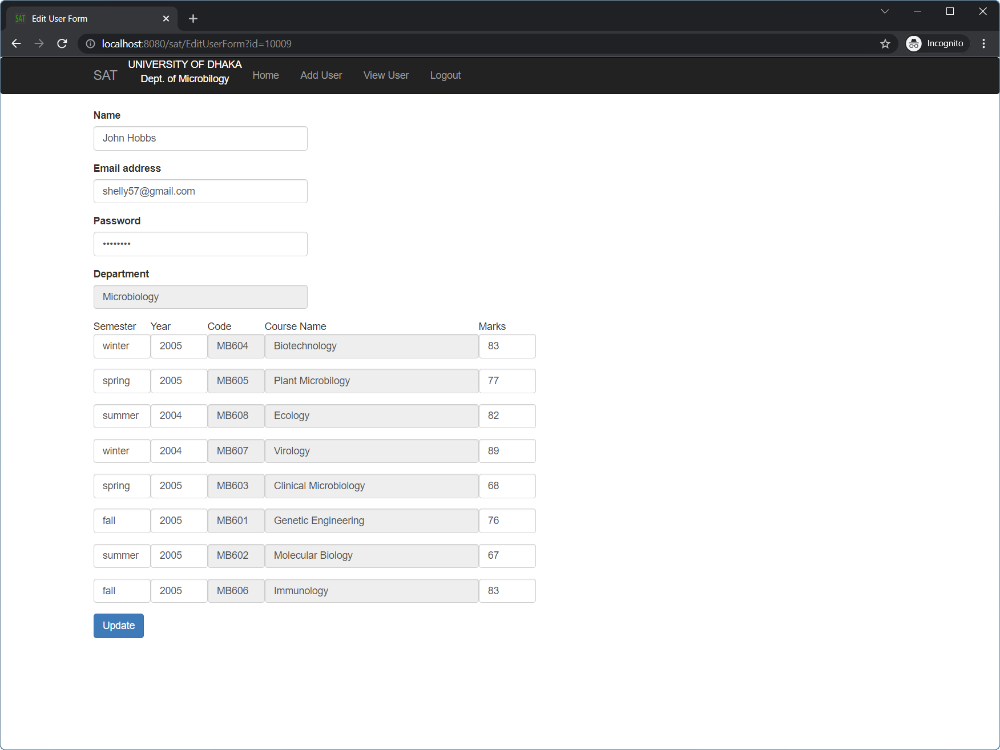 SAT Edit User Form
localhost:8080/sat/EditUserForm?id=10009
Incognito
SAT
UNIVERSITY OF DHAKA
Dept. of Microbilogy
Home Add User View User Logout
Name
John Hobbs
Email address
shelly57@gmail.com
Password
••••••••
Department
Microbiology
Semester Year Code Course Name Marks
winter 2005 MB604 Biotechnology 83
spring 2005 MB605 Plant Microbilogy 77
summer 2004 MB608 Ecology 82
winter 2004 MB607 Virology 89
spring 2005 MB603 Clinical Microbiology 68
fall 2005 MB601 Genetic Engineering 76
summer 2005 MB602 Molecular Biology 67
fall 2005 MB606 Immunology 83
Update